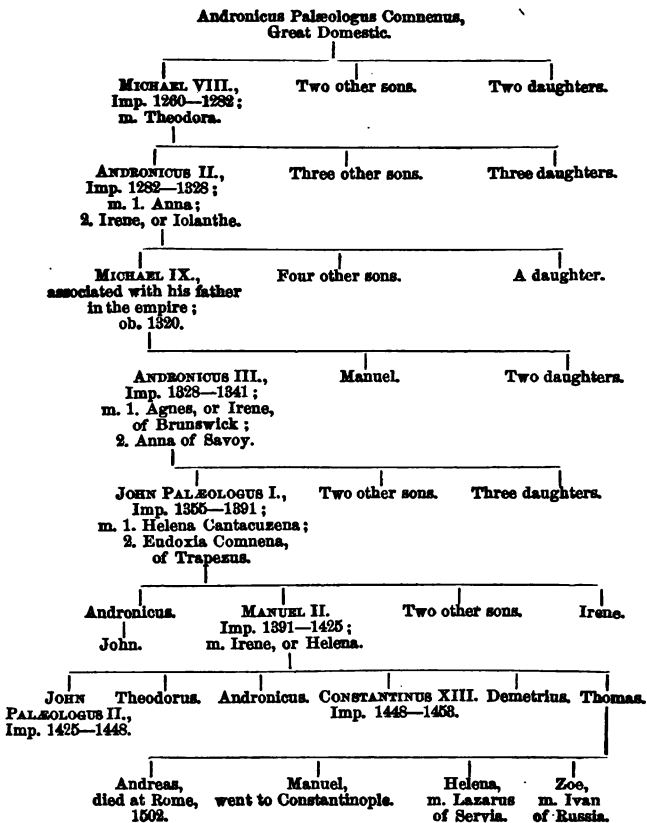 Andronicus Palæologus Comnenus,
Great Domestic.
MICHAEL VIII.,
Imp. 1260—1282;
m. Theodora.
Two other sons.
Two daughters.
ANDRONICUS II.,
Imp. 1282—1328;
m. 1. Anna;
2. Irene, or Iolanthe.
Three other sons.
Three daughters.
MICHAEL IX.,
associated with his father
in the empire;
ob. 1320.
Four other sons.
A daughter.
ANDRONICUS III.,
Imp. 1328—1341;
m. 1. Agnes, or Irene,
of Brunswick;
2. Anna of Savoy.
Manuel.
Two daughters.
JOHN PALÆOLOGUS I.,
Imp. 1355—1391;
m. 1. Helena Cantacuzena;
2. Eudoxia Comnena,
of Trapezus.
Two other sons.
Three daughters.
Andronicus.
John.
MANUEL II.
Imp. 1391—1425;
m. Irene, or Helena.
Two other sons.
Irene.
JOHN
PALÆOLOGUS II.,
Imp. 1425—1448.
Theodorus.
Andronicus.
CONSTANTINUS XIII.
Imp. 1448—1453.
Demetrius.
Thomas.
Andreas,
died at Rome,
1502.
Manuel,
went to Constantinople.
Helena,
m. Lazarus
of Servia.
Zoe,
m. Ivan
of Russia.